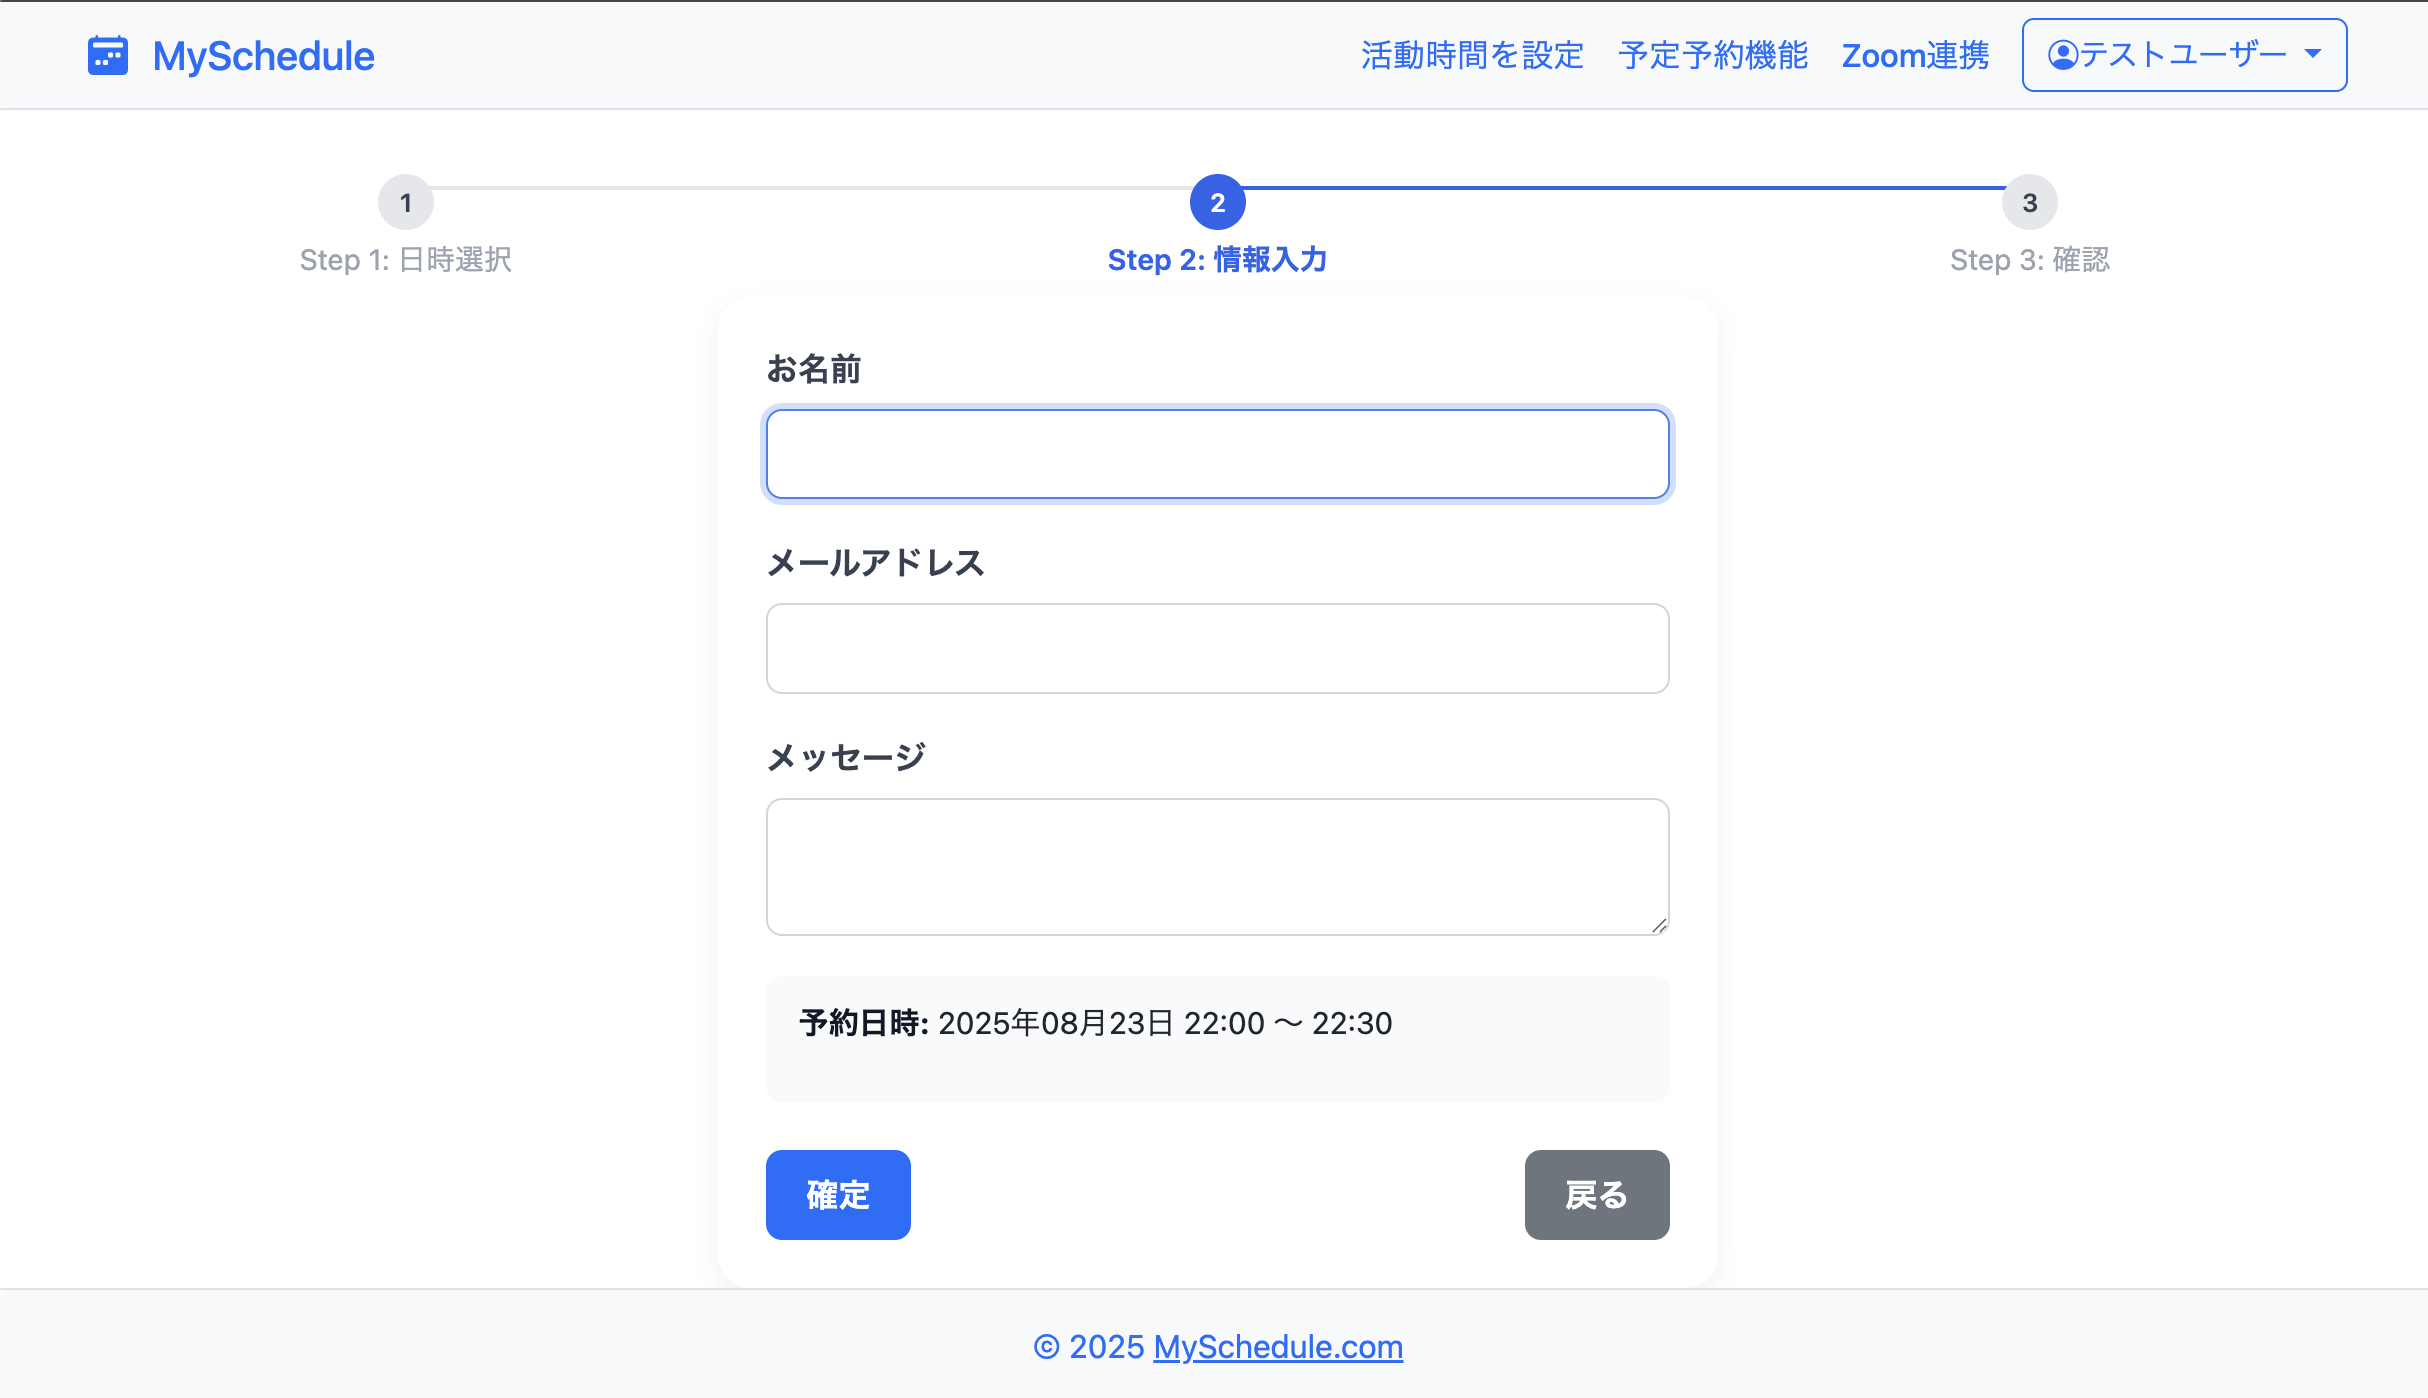 MySchedule
活動時間を設定 予定予約機能 Zoom連携 テストユーザー
1 2 3
Step 1: 日時選択 Step 2: 情報入力 Step 3: 確認
お名前
メールアドレス
メッセージ
予約日時: 2025年08月23日 22:00 〜 22:30
確定 戻る
© 2025 MySchedule.com